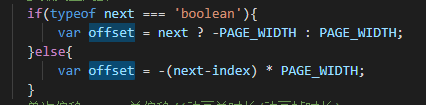 if(typeof next === 'boolean'){
var offset = next ? -PAGE_WIDTH : PAGE_WIDTH;
}else{
var offset = -(next-index) * PAGE_WIDTH;
}